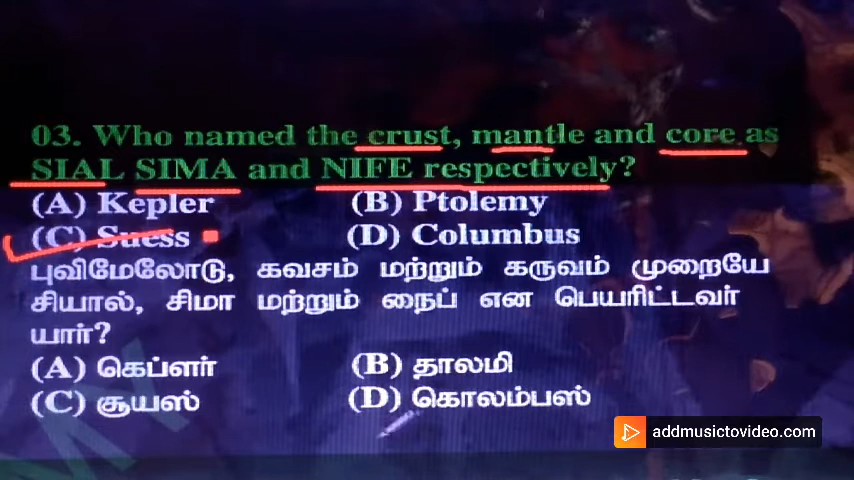 03. Who named the crust, mantle and core as
SIAL SIMA and NIFE respectively?
(A) Kepler (B) Ptolemy
(C) Suess (D) Columbus
புவிமேலோடு, கவசம் மற்றும் கருவம் முறையே
சியால், சிமா மற்றும் நைப் என பெயரிட்டவர்
யார்?
(A) கெப்ளர் (B) தாலமி
(C) சூயஸ் (D) கொலம்பஸ்
addmusictovideo.com